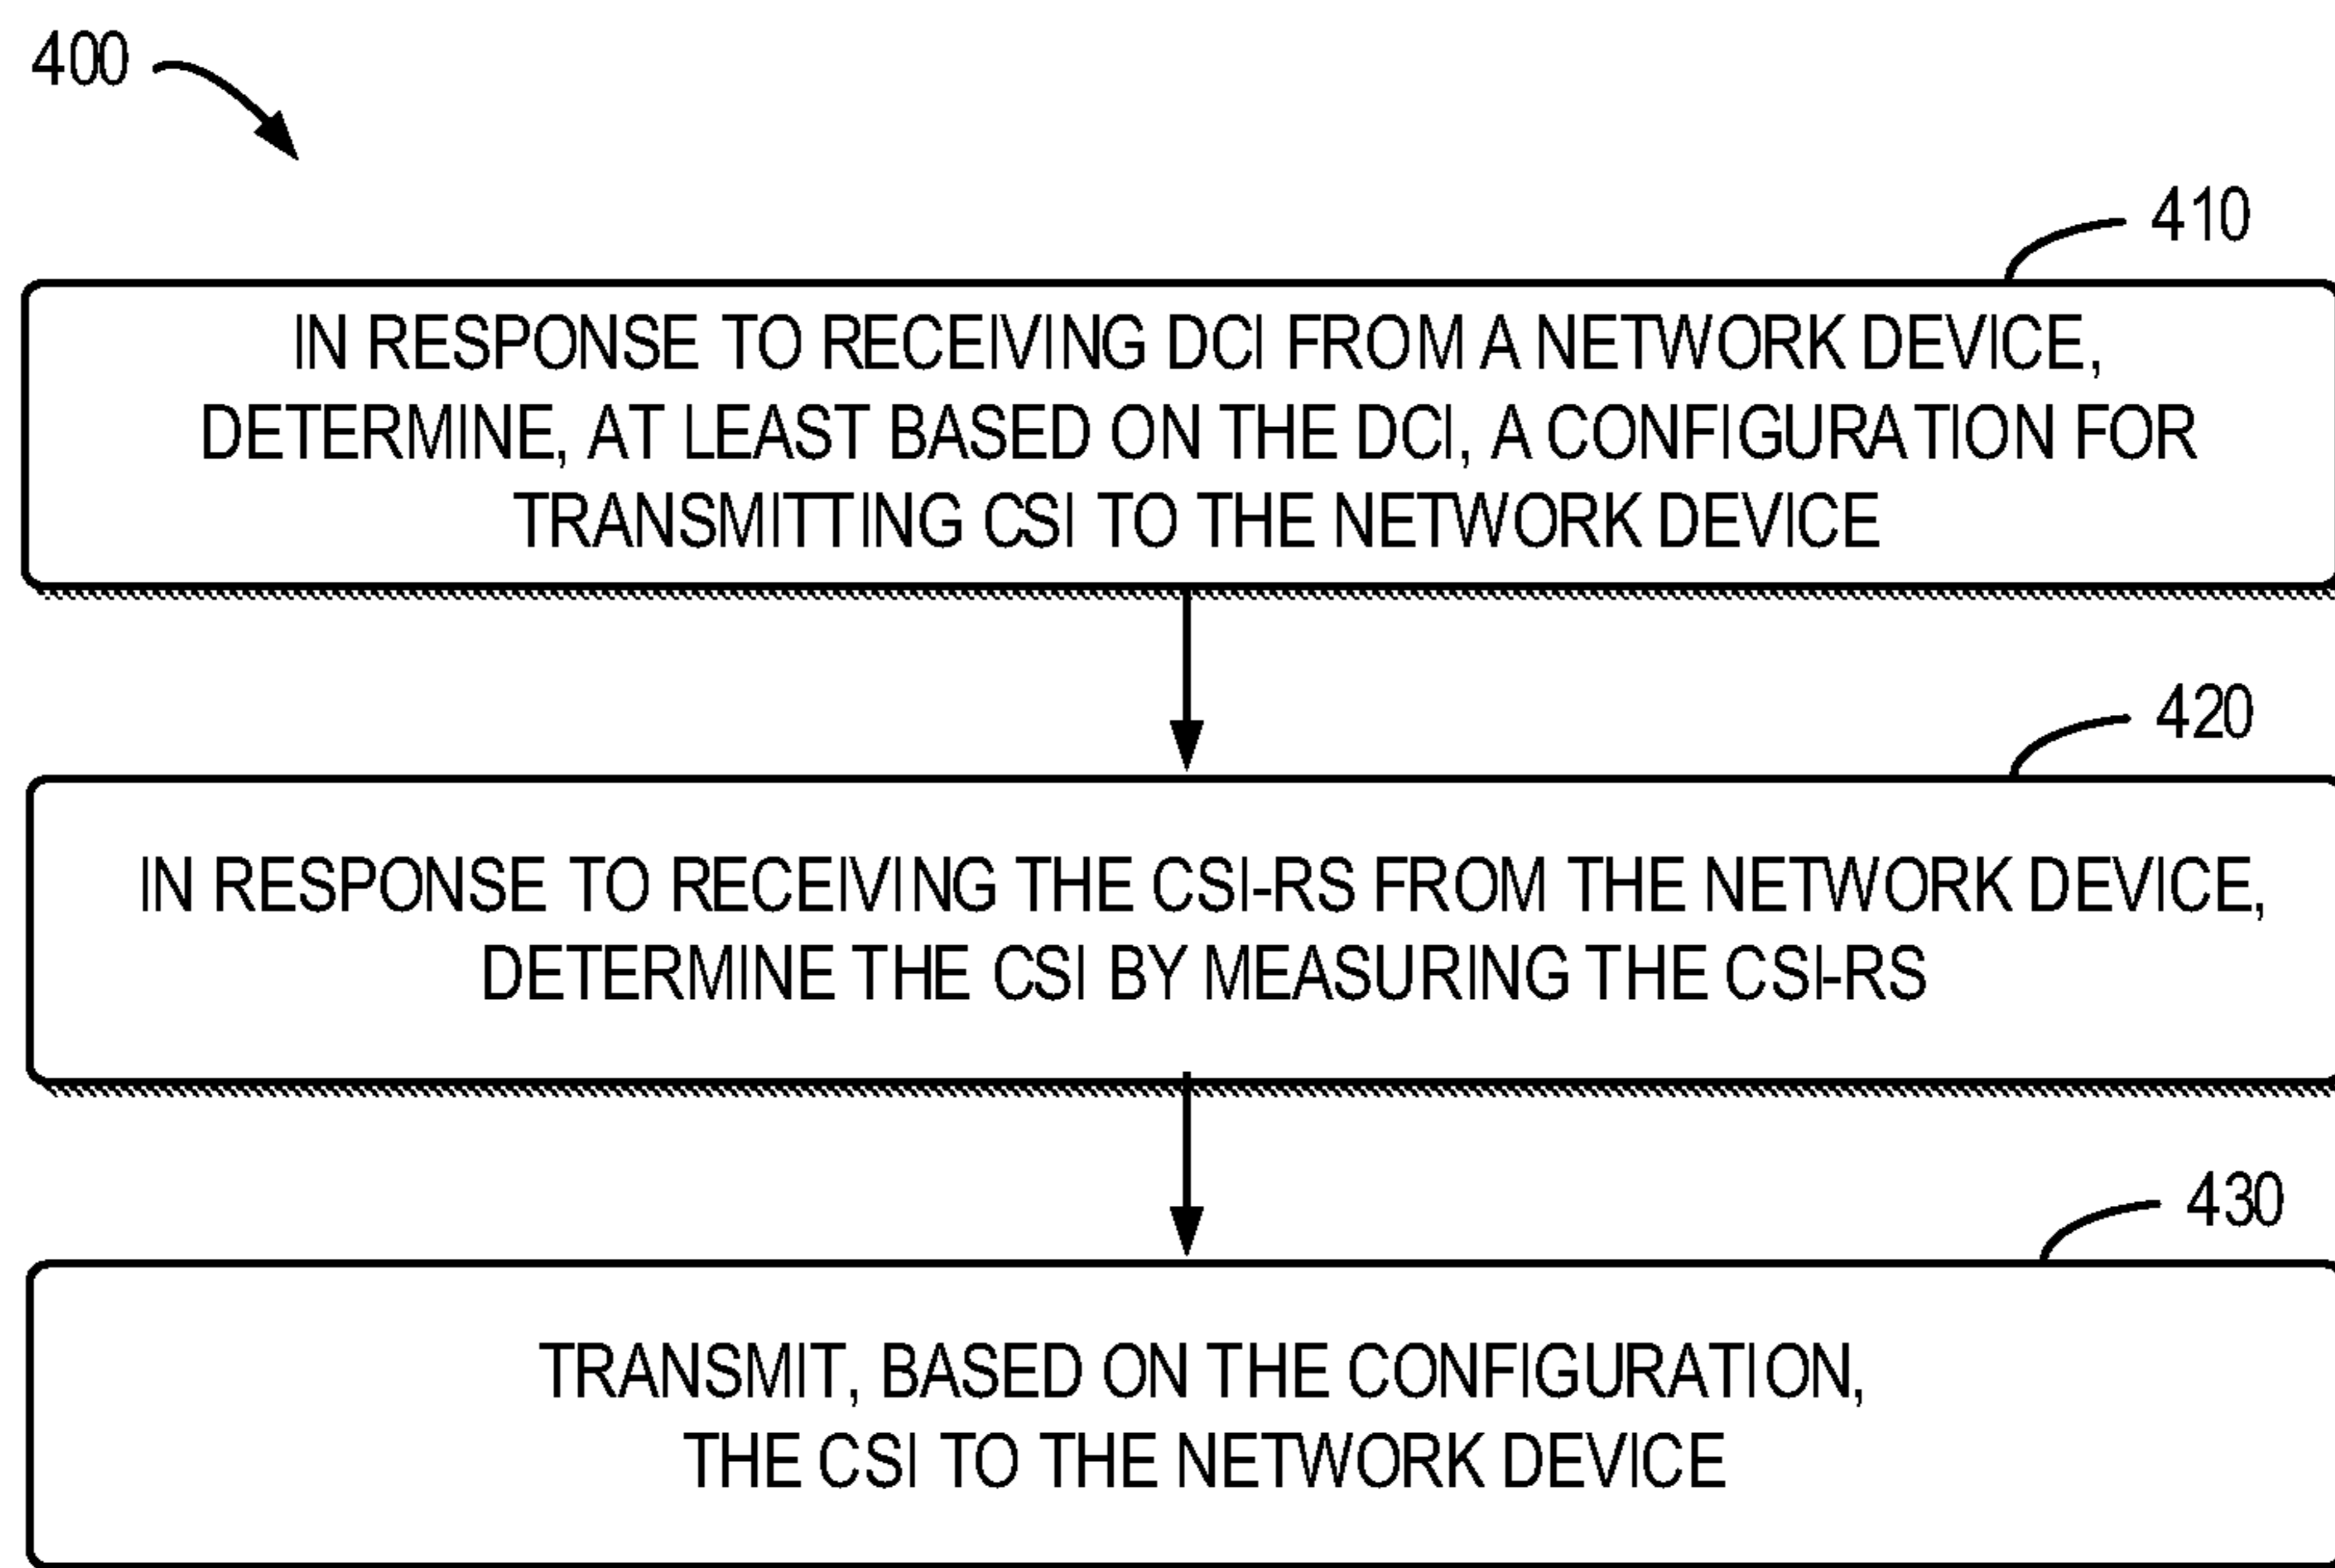 400
410
IN RESPONSE TO RECEIVING DCI FROM A NETWORK DEVICE,
DETERMINE, AT LEAST BASED ON THE DCI, A CONFIGURATION FOR
TRANSMITTING CSI TO THE NETWORK DEVICE
420
IN RESPONSE TO RECEIVING THE CSI-RS FROM THE NETWORK DEVICE,
DETERMINE THE CSI BY MEASURING THE CSI-RS
430
TRANSMIT, BASED ON THE CONFIGURATION,
THE CSI TO THE NETWORK DEVICE